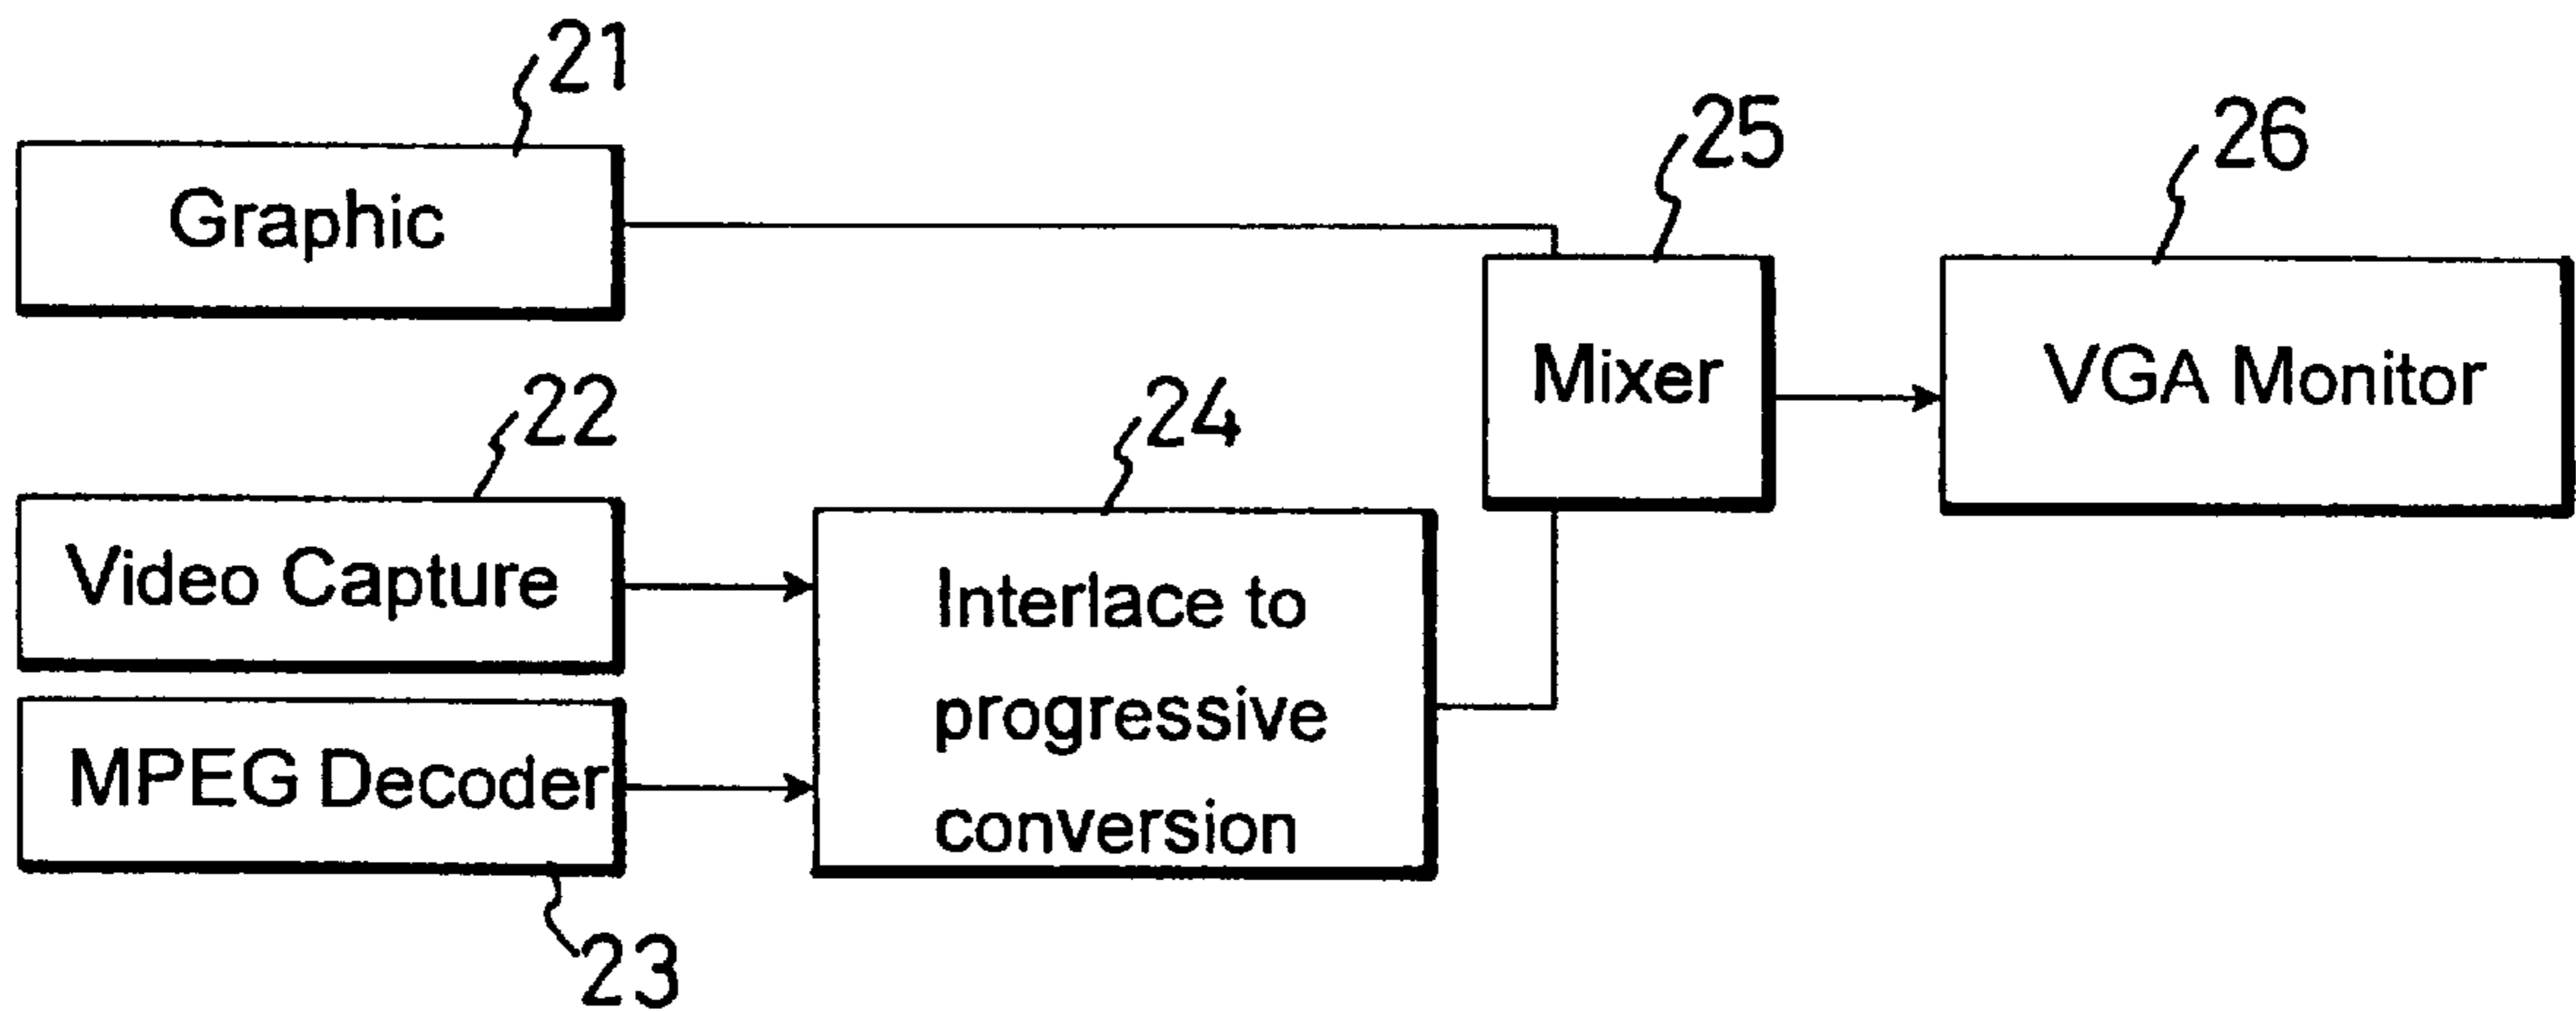 21
Graphic
25
26
Mixer
VGA Monitor
22
Video Capture
24
Interlace to
progressive
conversion
MPEG Decoder
23